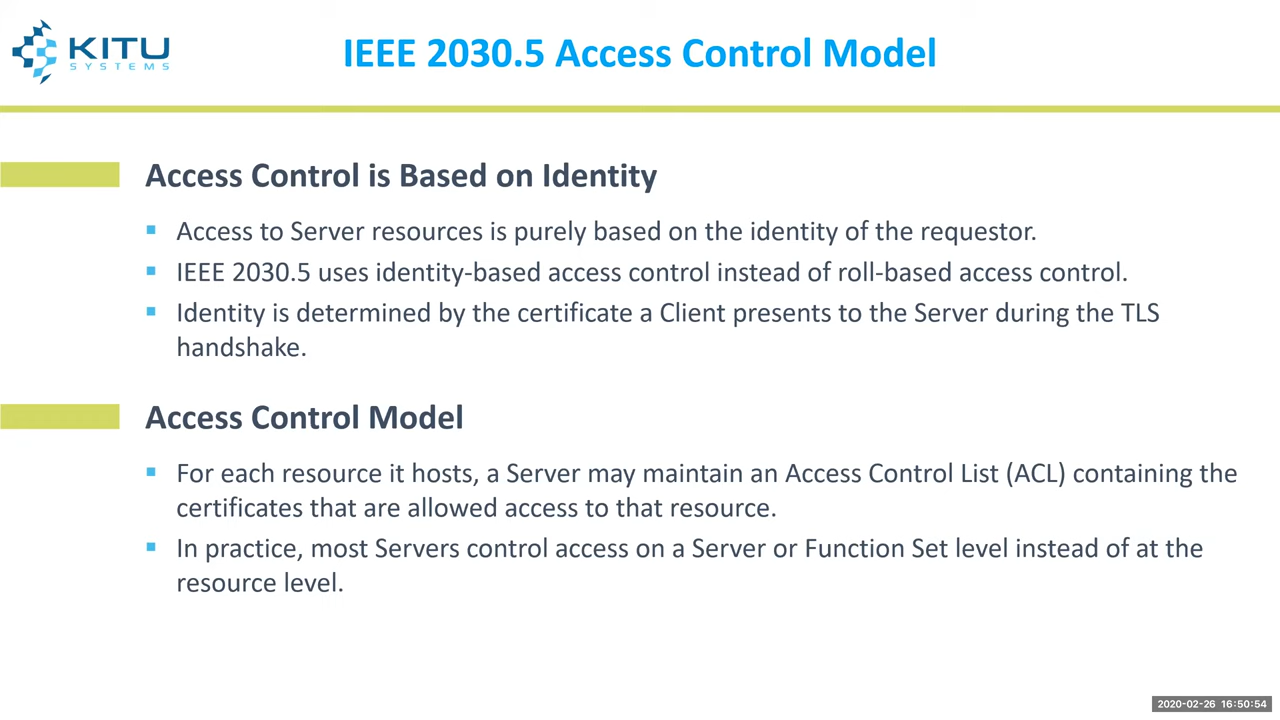 KITU
SYSTEMS
IEEE 2030.5 Access Control Model
Access Control is Based on Identity
▪ Access to Server resources is purely based on the identity of the requestor.
▪ IEEE 2030.5 uses identity-based access control instead of roll-based access control.
▪ Identity is determined by the certificate a Client presents to the Server during the TLS
handshake.
Access Control Model
▪ For each resource it hosts, a Server may maintain an Access Control List (ACL) containing the
certificates that are allowed access to that resource.
▪ In practice, most Servers control access on a Server or Function Set level instead of at the
resource level.
2020-02-26 16:50:54